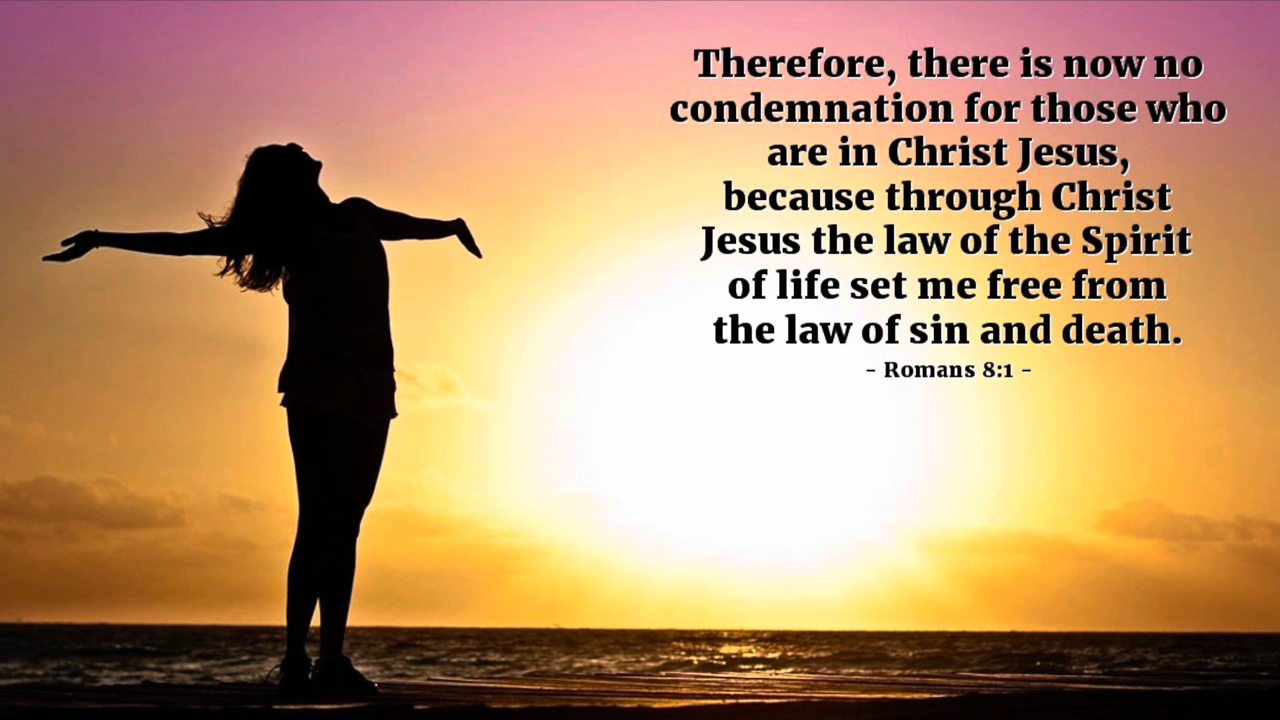 Therefore, there is now no
condemnation for those who
are in Christ Jesus,
because through Christ
Jesus the law of the Spirit
of life set me free from
the law of sin and death.
- Romans 8:1 -